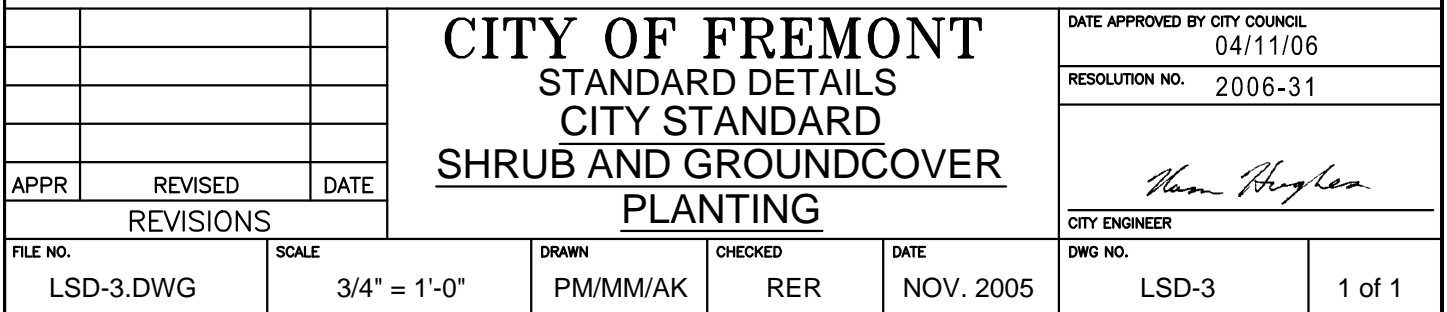 APPR REVISED DATE
REVISIONS
CITY OF FREMONT
STANDARD DETAILS
CITY STANDARD
SHRUB AND GROUNDCOVER
PLANTING
DATE APPROVED BY CITY COUNCIL
04/11/06
RESOLUTION NO. 2006-31
Hughes
CITY ENGINEER
FILE NO.
LSD-3.DWG
SCALE
3/4" = 1'-0"
DRAWN
PM/MM/AK
CHECKED
RER
DATE
NOV. 2005
DWG NO.
LSD-3
1 of 1